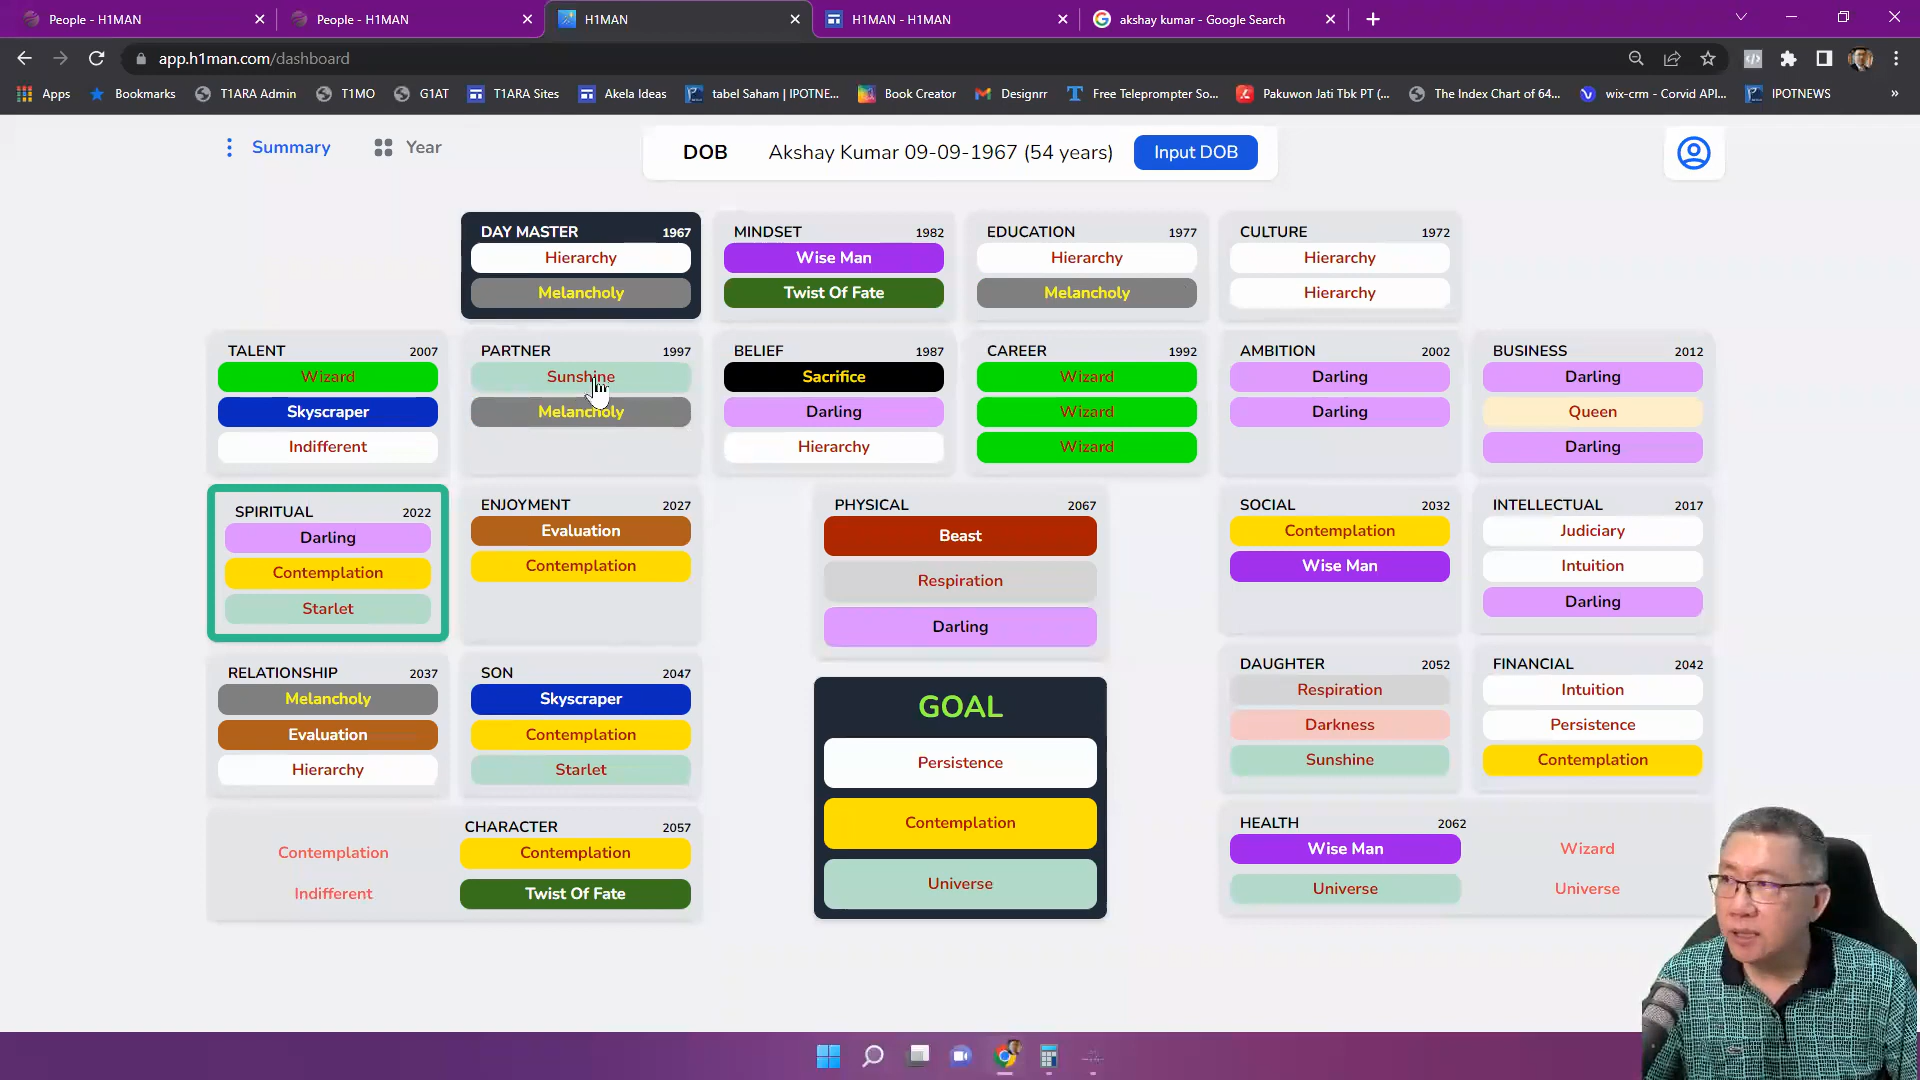 People - H1MAN
People - H1MAN
H1MAN
H1MAN - H1MAN
akshay kumar - Google Search
app.h1man.com/dashboard
Apps
Bookmarks
T1ARA Admin
T1MO
G1AT
T1ARA Sites
Akela Ideas
tabel Saham | IPOTNE...
Book Creator
Designrr
Free Teleprompter So...
Pakuwon Jati Tbk PT (...
The Index Chart of 64...
wix-crm - Corvid API...
IPOTNEWS
Summary
Year
DOB
Akshay Kumar 09-09-1967 (54 years)
Input DOB
DAY MASTER 1967
Hierarchy
Melancholy
MINDSET 1982
Wise Man
Twist Of Fate
EDUCATION 1977
Hierarchy
Melancholy
CULTURE 1972
Hierarchy
Hierarchy
TALENT 2007
Wizard
Skyscraper
Indifferent
PARTNER 1997
Sunshine
Melancholy
BELIEF 1987
Sacrifice
Darling
Hierarchy
CAREER 1992
Wizard
Wizard
Wizard
AMBITION 2002
Darling
Darling
BUSINESS 2012
Darling
Queen
Darling
SPIRITUAL 2022
Darling
Contemplation
Starlet
ENJOYMENT 2027
Evaluation
Contemplation
PHYSICAL 2067
Beast
Respiration
Darling
SOCIAL 2032
Contemplation
Wise Man
INTELLECTUAL 2017
Judiciary
Intuition
Darling
RELATIONSHIP 2037
Melancholy
Evaluation
Hierarchy
SON 2047
Skyscraper
Contemplation
Starlet
GOAL
Persistence
Contemplation
Universe
DAUGHTER 2052
Respiration
Darkness
Sunshine
FINANCIAL 2042
Intuition
Persistence
Contemplation
CHARACTER 2057
Contemplation
Contemplation
Indifferent
Twist Of Fate
HEALTH 2062
Wise Man
Wizard
Universe
Universe